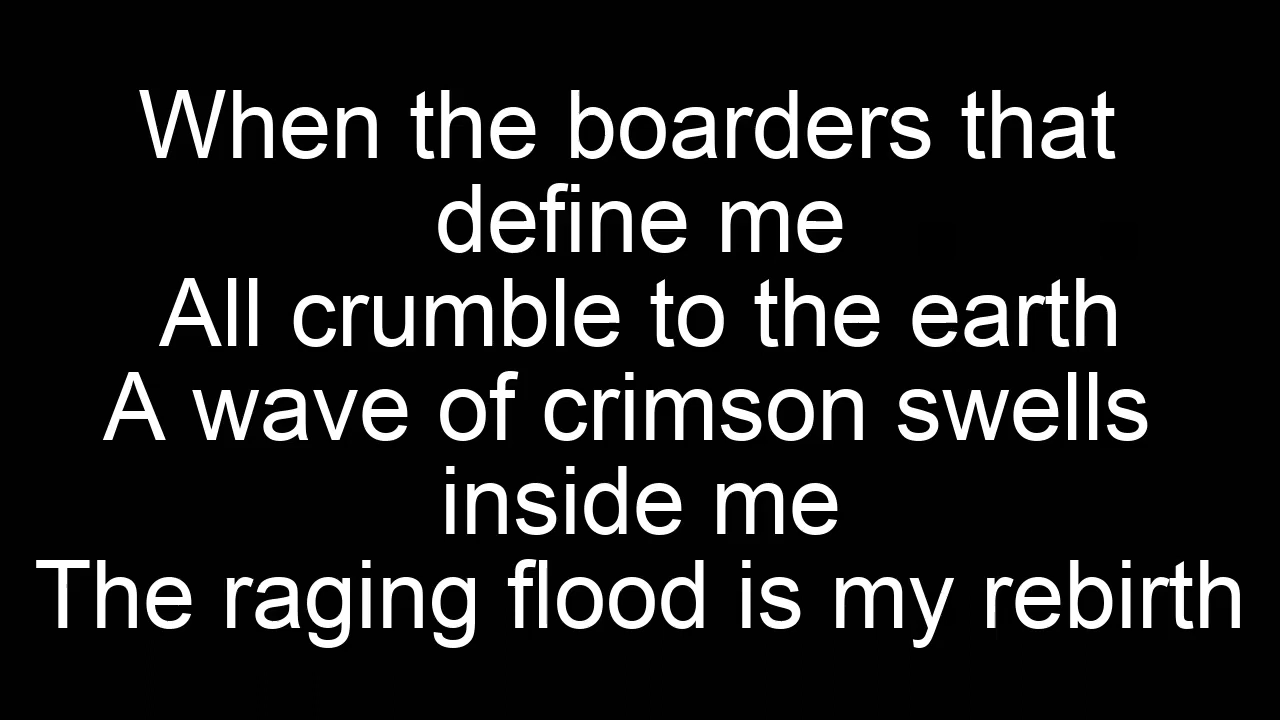 When the boarders that
define me
All crumble to the earth
A wave of crimson swells
inside me
The raging flood is my rebirth